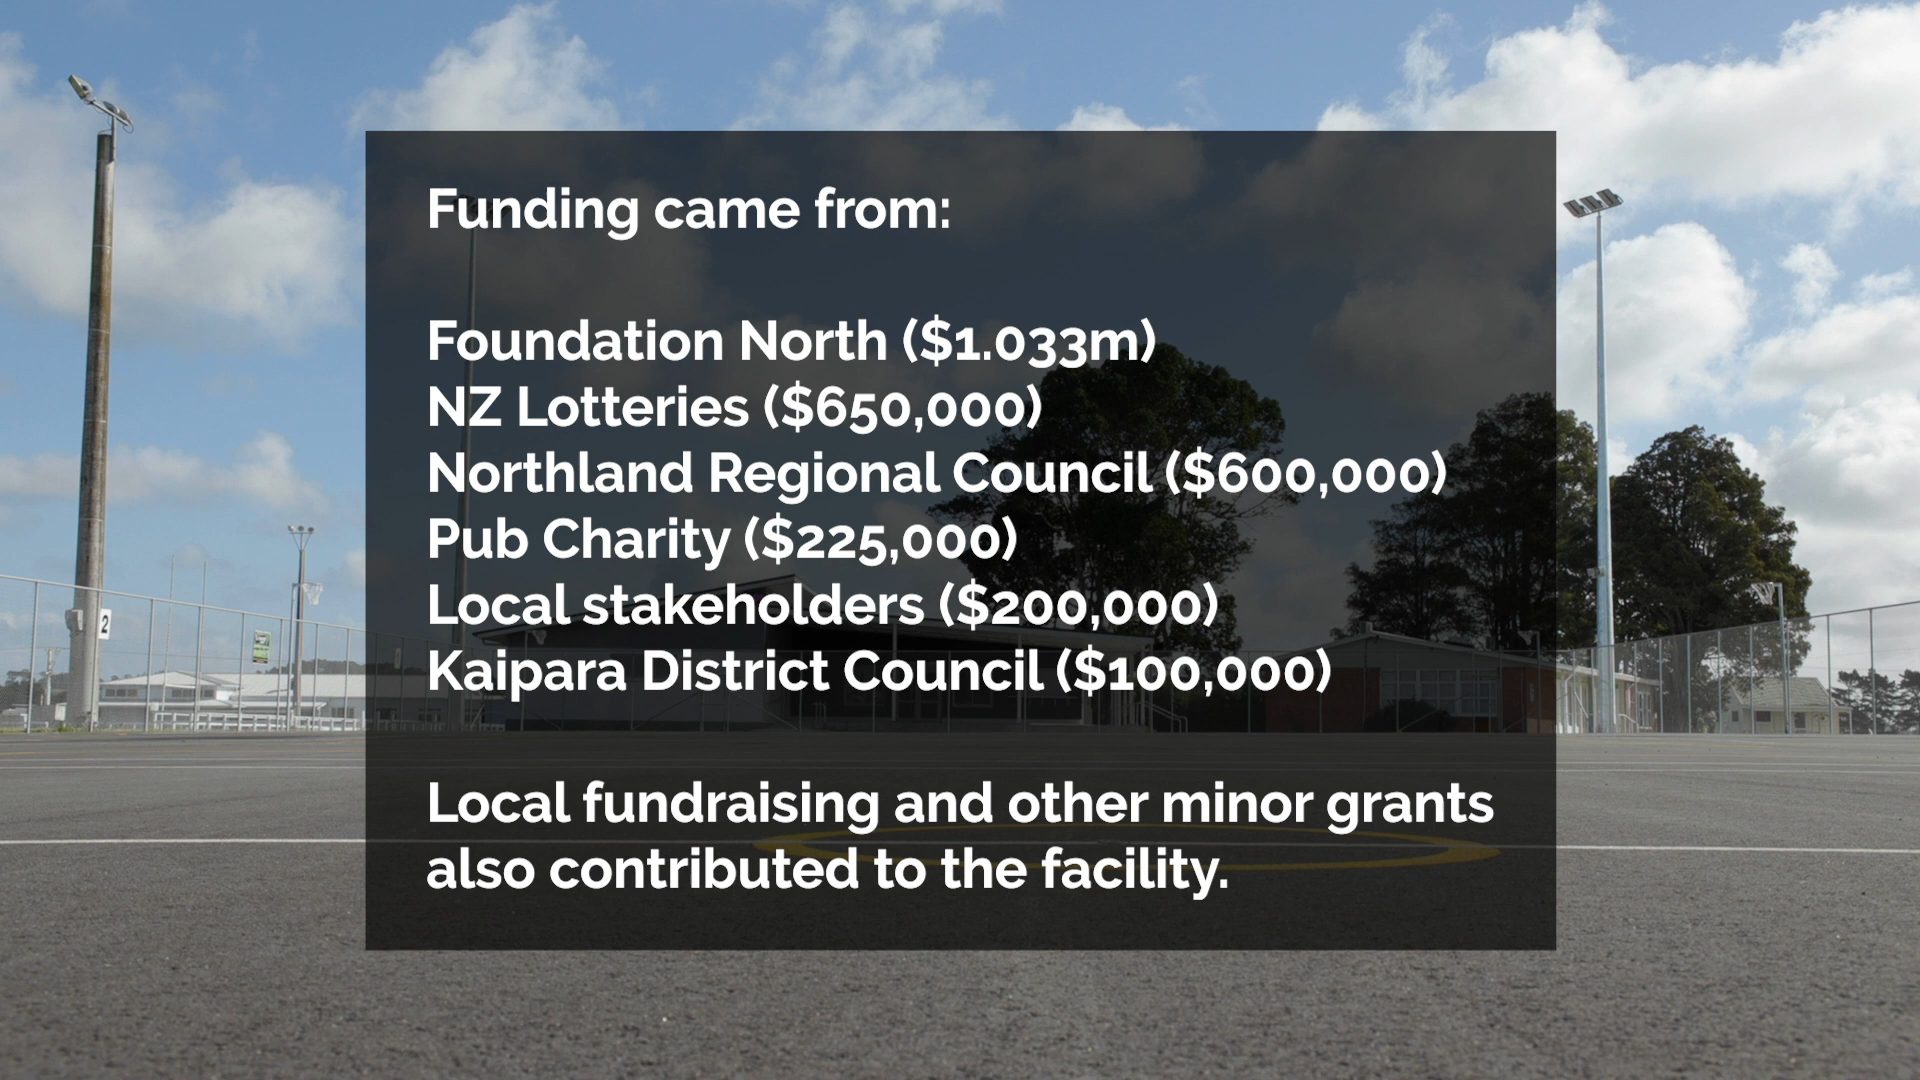 Funding came from:
Foundation North ($1.033m)
NZ Lotteries ($650,000)
Northland Regional Council ($600,000)
Pub Charity ($225,000)
Local stakeholders ($200,000)
Kaipara District Council ($100,000)
Local fundraising and other minor grants
also contributed to the facility.
2